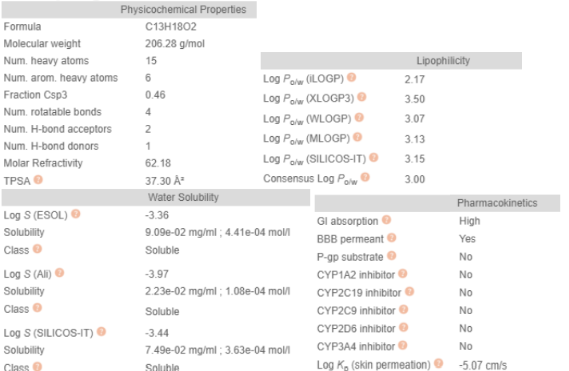 Physicochemical Properties
Formula C13H18O2
Molecular weight 206.28 g/mol
Num. heavy atoms 15
Num. arom. heavy atoms 6
Fraction Csp3 0.46
Num. rotatable bonds 4
Num. H-bond acceptors 2
Num. H-bond donors 1
Molar Refractivity 62.18
TPSA ? 37.30 Å²
Lipophilicity
Log Po/w (iLOGP) ? 2.17
Log Po/w (XLOGP3) ? 3.50
Log Po/w (WLOGP) ? 3.07
Log Po/w (MLOGP) ? 3.13
Log Po/w (SILICOS-IT) ? 3.15
Consensus Log Po/w ? 3.00
Water Solubility
Log S (ESOL) ? -3.36
Solubility 9.09e-02 mg/ml ; 4.41e-04 mol/l
Class ? Soluble
Log S (Ali) ? -3.97
Solubility 2.23e-02 mg/ml ; 1.08e-04 mol/l
Class ? Soluble
Log S (SILICOS-IT) ? -3.44
Solubility 7.49e-02 mg/ml ; 3.63e-04 mol/l
Class ? Soluble
Pharmacokinetics
GI absorption ? High
BBB permeant ? Yes
P-gp substrate ? No
CYP1A2 inhibitor ? No
CYP2C19 inhibitor ? No
CYP2C9 inhibitor ? No
CYP2D6 inhibitor ? No
CYP3A4 inhibitor ? No
Log Kp (skin permeation) ? -5.07 cm/s